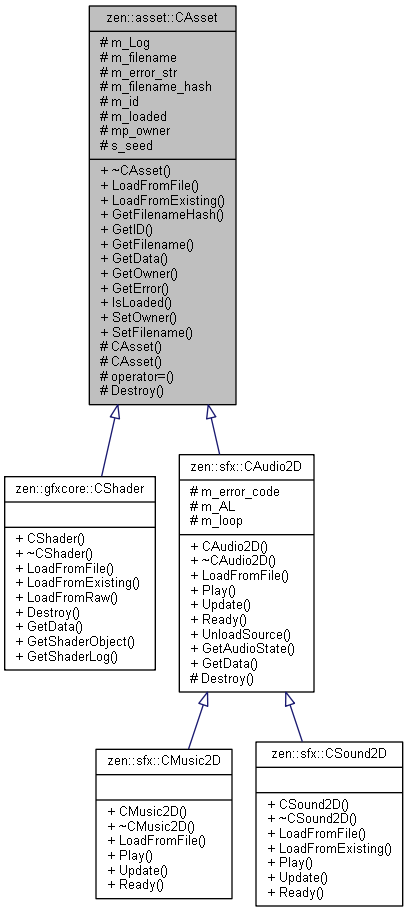 zen::asset::CAsset
# m_Log
# m_filename
# m_error_str
# m_filename_hash
# m_id
# m_loaded
# mp_owner
# s_seed
+ ~CAsset()
+ LoadFromFile()
+ LoadFromExisting()
+ GetFilenameHash()
+ GetID()
+ GetFilename()
+ GetData()
+ GetOwner()
+ GetError()
+ IsLoaded()
+ SetOwner()
+ SetFilename()
# CAsset()
# CAsset()
# operator=()
# Destroy()
zen::gfxcore::CShader
+ CShader()
+ ~CShader()
+ LoadFromFile()
+ LoadFromExisting()
+ LoadFromRaw()
+ Destroy()
+ GetData()
+ GetShaderObject()
+ GetShaderLog()
zen::sfx::CAudio2D
# m_error_code
# m_AL
# m_loop
+ CAudio2D()
+ ~CAudio2D()
+ LoadFromFile()
+ Play()
+ Update()
+ Ready()
+ UnloadSource()
+ GetAudioState()
+ GetData()
# Destroy()
zen::sfx::CMusic2D
+ CMusic2D()
+ ~CMusic2D()
+ LoadFromFile()
+ Play()
+ Update()
+ Ready()
zen::sfx::CSound2D
+ CSound2D()
+ ~CSound2D()
+ LoadFromFile()
+ LoadFromExisting()
+ Play()
+ Update()
+ Ready()